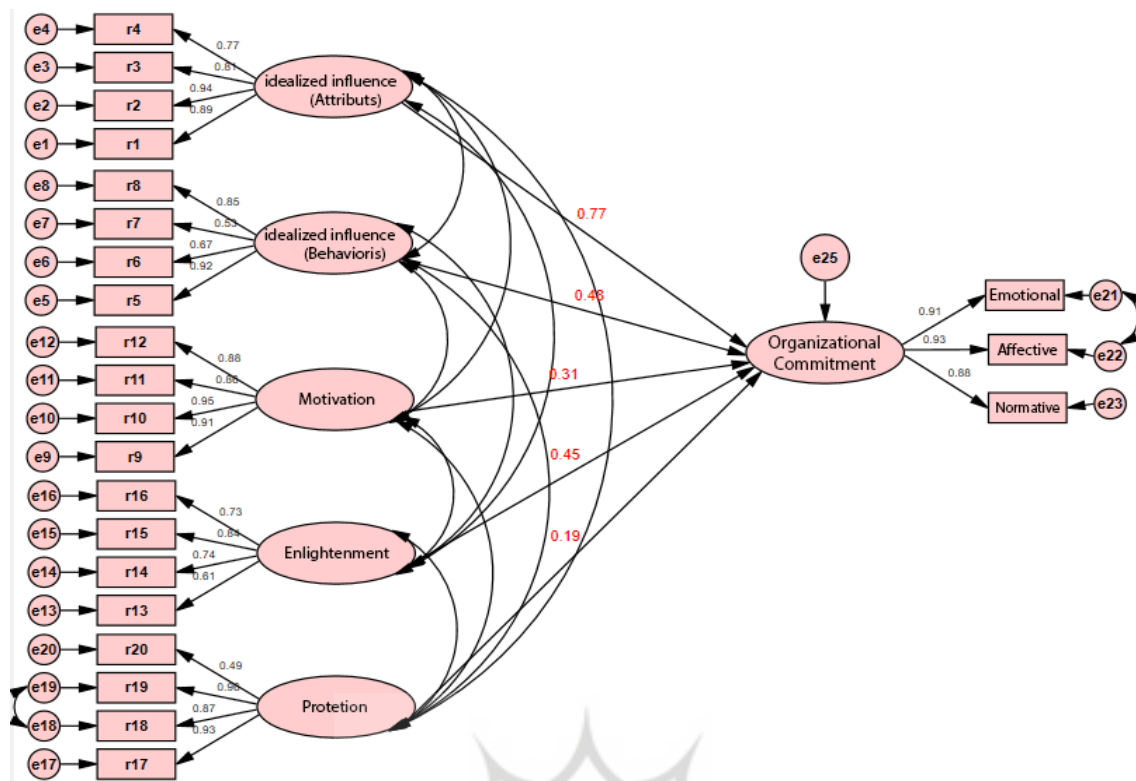 e4
r4
0.77
e3
r3
0.81
e2
r2
0.94
e1
r1
0.89
idealized influence
(Attributs)
e8
r8
0.85
e7
r7
0.53
e6
r6
0.67
e5
r5
0.92
idealized influence
(Behavioris)
e12
r12
0.88
e11
r11
e10
r10
0.95
e9
r9
0.91
Motivation
e16
r16
0.73
e15
r15
0.84
e14
r14
0.74
e13
r13
0.61
Enlightenment
e20
r20
0.49
e19
r19
e18
r18
0.87
e17
r17
0.93
Protetion
0.77
0.31
0.45
0.19
e25
Organizational
Commitment
0.91
0.93
0.88
Emotional
e21
Affective
e22
Normative
e23